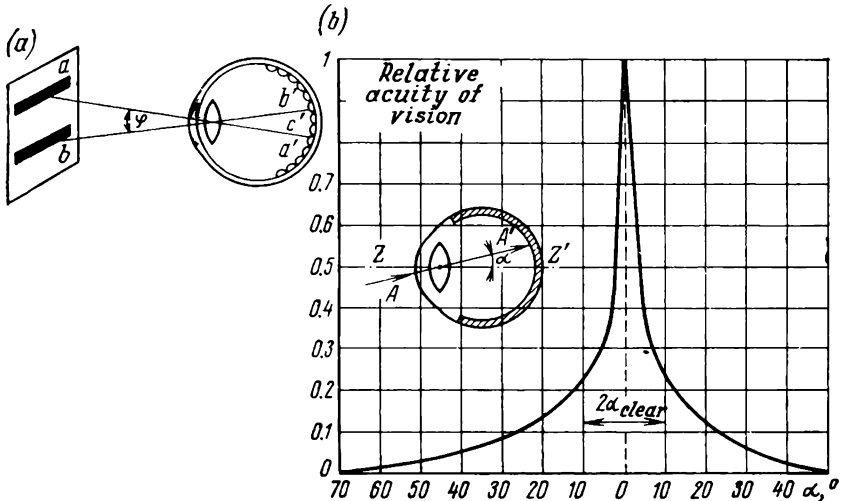 (a)
a
b
φ
b'
c'
a'
(b)
Relative
acuity of
vision
1
0.7
0.6
0.5
0.4
0.3
0.2
0.1
0
Z
A
A'
α
Z'
2α clear
70 50 40 30 20 10 0 10 20 30 40 α,°